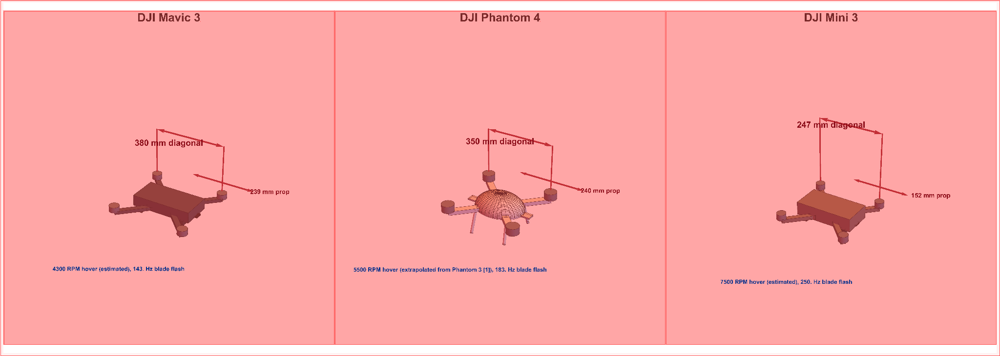 DJI Mavic 3
DJI Phantom 4
DJI Mini 3
380 mm diagonal
239 mm prop
4300 RPM hover (estimated), 143. Hz blade flash
350 mm diagonal
240 mm prop
5500 RPM hover (extrapolated from Phantom 3 [1]), 183. Hz blade flash
247 mm diagonal
152 mm prop
7500 RPM hover (estimated), 250. Hz blade flash